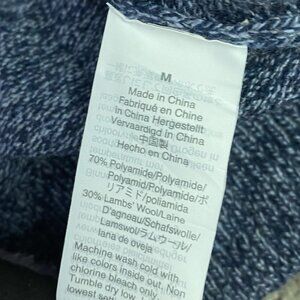 M
Made in China
Fabriqué en Chine
In China Hergestellt
Vervaardigd in China
中国製
Hecho en China
70% Polyamide/Polyamide/
Polyamid/Polyamide/ポ
リアミド/poliamida
30% Lambs' Wool/Laine
D'agneau/Schafswolle/
Lamswol/ラムウール/
lana de oveja
Machine wash cold with
like colors inside out. Non
chlorine bleach only.
Tumble dry low
lowest